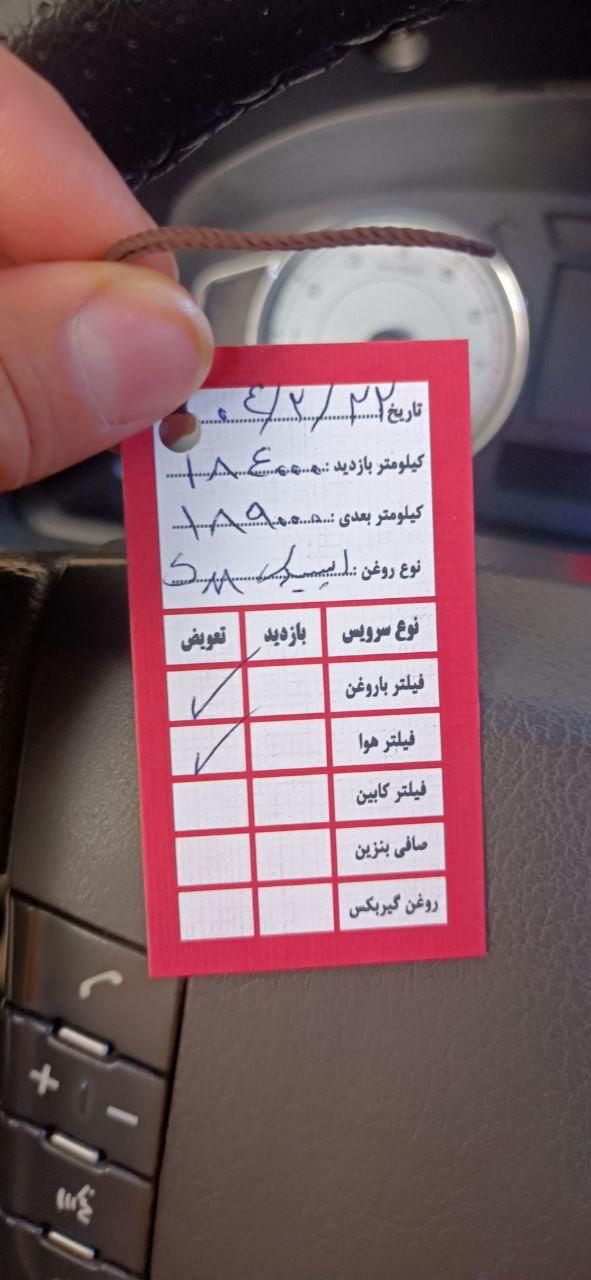 تاریخ ۰۴/۲/۲۲
کیلومتر بازدید: ۱۸۴۰۰۰
کیلومتر بعدی: ۱۸۹۰۰۰
نوع روغن: اسپیدی SM
نوع سرویس بازدید تعویض
فیلتر باروغن ✓
فیلتر هوا ✓
فیلتر کابین
صافی بنزین
روغن گیربکس